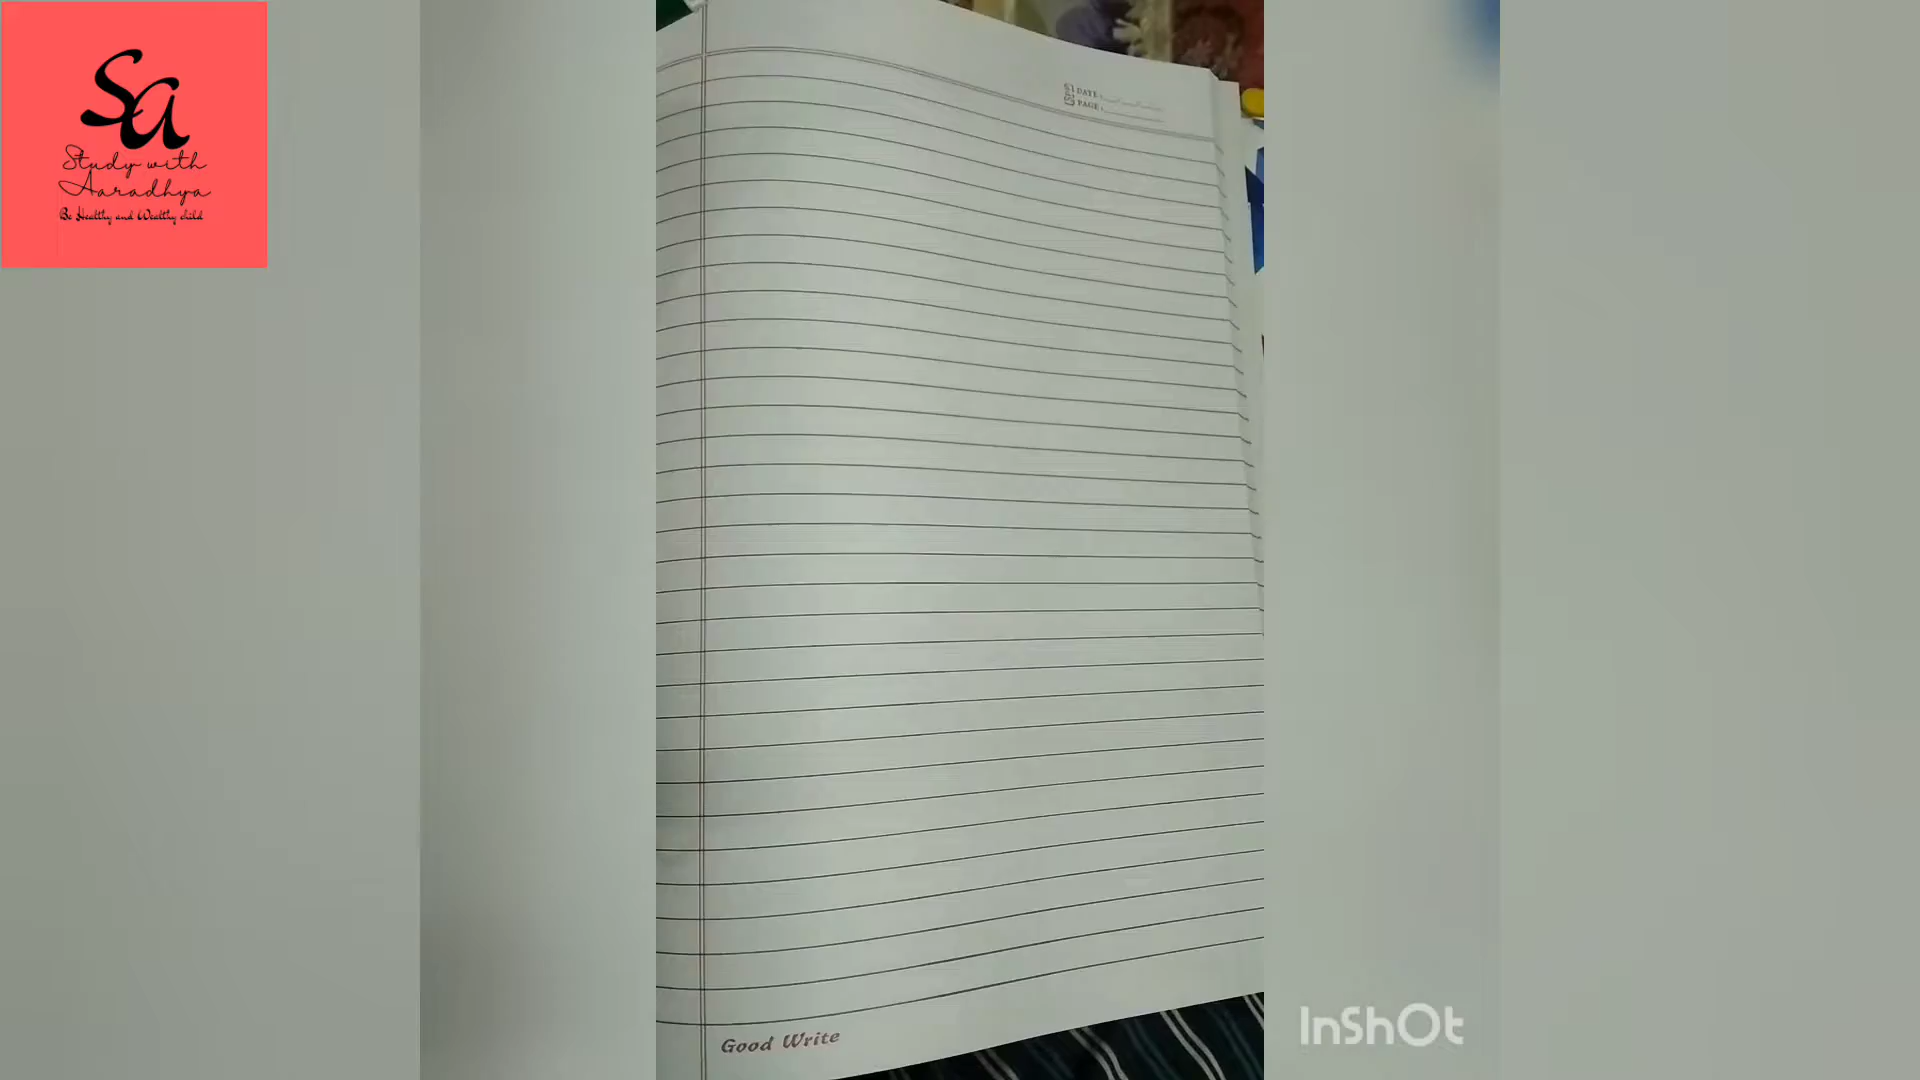 Sa
Study with
Aaradhya
Be Healthy and Wealthy child
DATE
PAGE
Good Write
InShOt